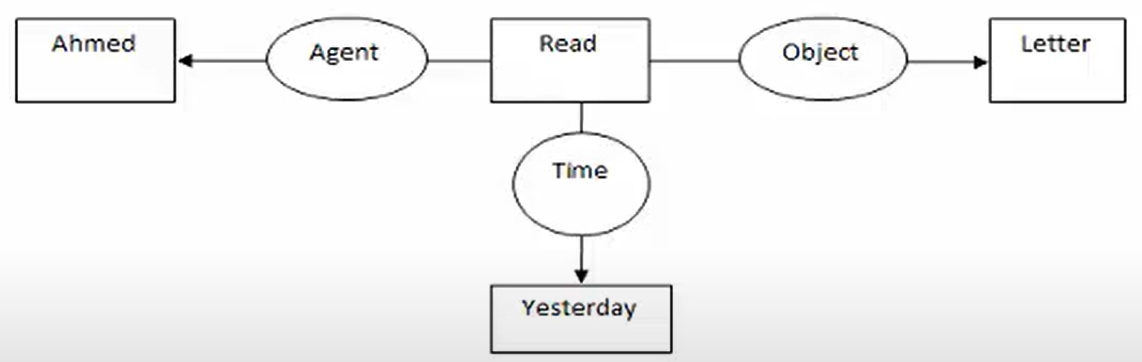 Ahmed
Agent
Read
Object
Letter
Time
Yesterday